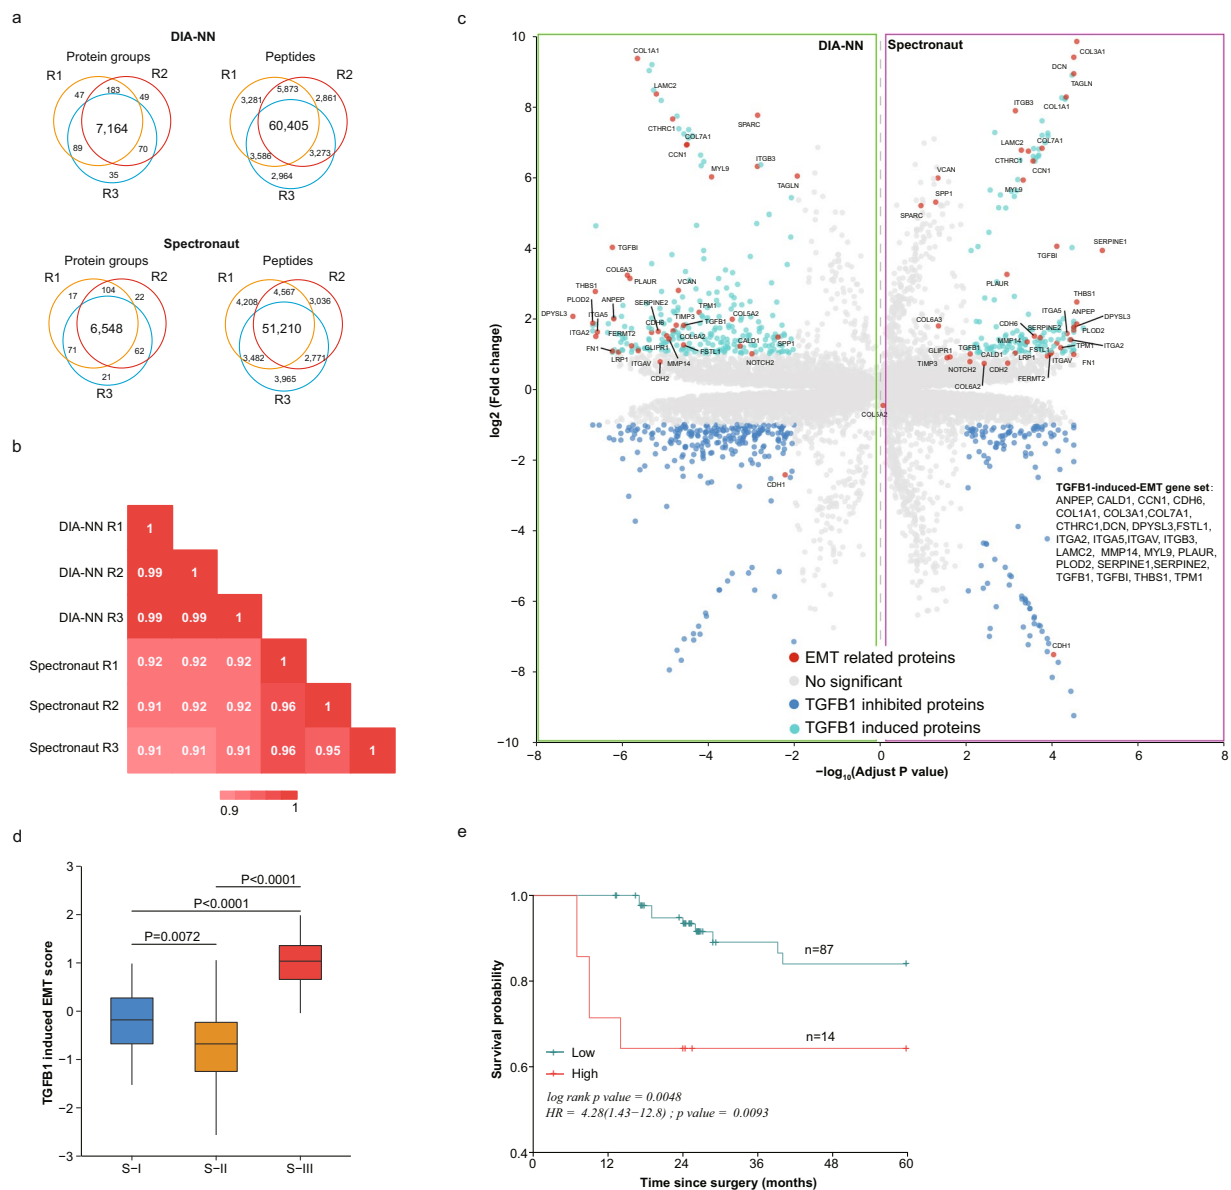 a
DIA-NN
Protein groups
Peptides
R1
R2
R1
R2
47
183
49
3,281
5,873
2,861
7,164
60,405
89
70
3,586
3,273
35
2,964
R3
R3
Spectronaut
Protein groups
Peptides
R1
R2
R1
R2
17
104
22
4,208
4,567
3,036
6,548
51,210
71
62
3,482
2,771
21
3,965
R3
R3
b
DIA-NN R1
1
DIA-NN R2
0.99
1
DIA-NN R3
0.99
0.99
1
Spectronaut R1
0.92
0.92
0.92
1
Spectronaut R2
0.91
0.92
0.92
0.96
1
Spectronaut R3
0.91
0.91
0.91
0.96
0.95
1
0.9
1
c
DIA-NN
Spectronaut
log2 (Fold change)
10
8
6
4
2
0
−2
−4
−6
−8
−10
COL1A1
LAMC2
CTHRC1
COL7A1
CCN1
MYL9
SPARC
ITGB3
TAGLN
TGFBI
COL6A3
PLAUR
VCAN
THBS1
PLOD2
ANPEP
SERPINE2
TPM1
DPYSL3
ITGA5
CDH6
TIMP3
TGFB1
COL5A2
ITGA2
FERMT2
COL6A2
CALD1
SPP1
FN1
GLIPR1
FSTL1
LRP1
ITGAV
MMP14
NOTCH2
CDH2
CDH1
COL3A1
DCN
TAGLN
ITGB3
COL1A1
LAMC2
COL7A1
CTHRC1
CCN1
VCAN
MYL9
SPP1
SPARC
SERPINE1
TGFBI
PLAUR
THBS1
COL6A3
ITGA5
ANPEP
DPYSL3
CDH6
SERPINE2
PLOD2
MMP14
ITGA2
GLIPR1
TGFB1
CALD1
FSTL1
TPM1
TIMP3
NOTCH2
CDH2
LRP1
ITGAV
FN1
FERMT2
COL6A2
COL5A2
CDH1
TGFB1-induced-EMT gene set:
ANPEP, CALD1, CCN1, CDH6,
COL1A1, COL3A1,COL7A1,
CTHRC1,DCN, DPYSL3,FSTL1,
ITGA2, ITGA5,ITGAV, ITGB3,
LAMC2, MMP14, MYL9, PLAUR,
PLOD2, SERPINE1,SERPINE2,
TGFB1, TGFBI, THBS1, TPM1
EMT related proteins
No significant
TGFB1 inhibited proteins
TGFB1 induced proteins
−8
−6
−4
−2
0
2
4
6
8
−log10(Adjust P value)
d
TGFB1 induced EMT score
3
2
1
0
−1
−2
−3
P<0.0001
P<0.0001
P=0.0072
S−I
S−II
S−III
e
Survival probability
1.0
0.8
0.6
0.4
n=87
n=14
Low
High
log rank p value = 0.0048
HR = 4.28(1.43−12.8) ; p value = 0.0093
0
12
24
36
48
60
Time since surgery (months)